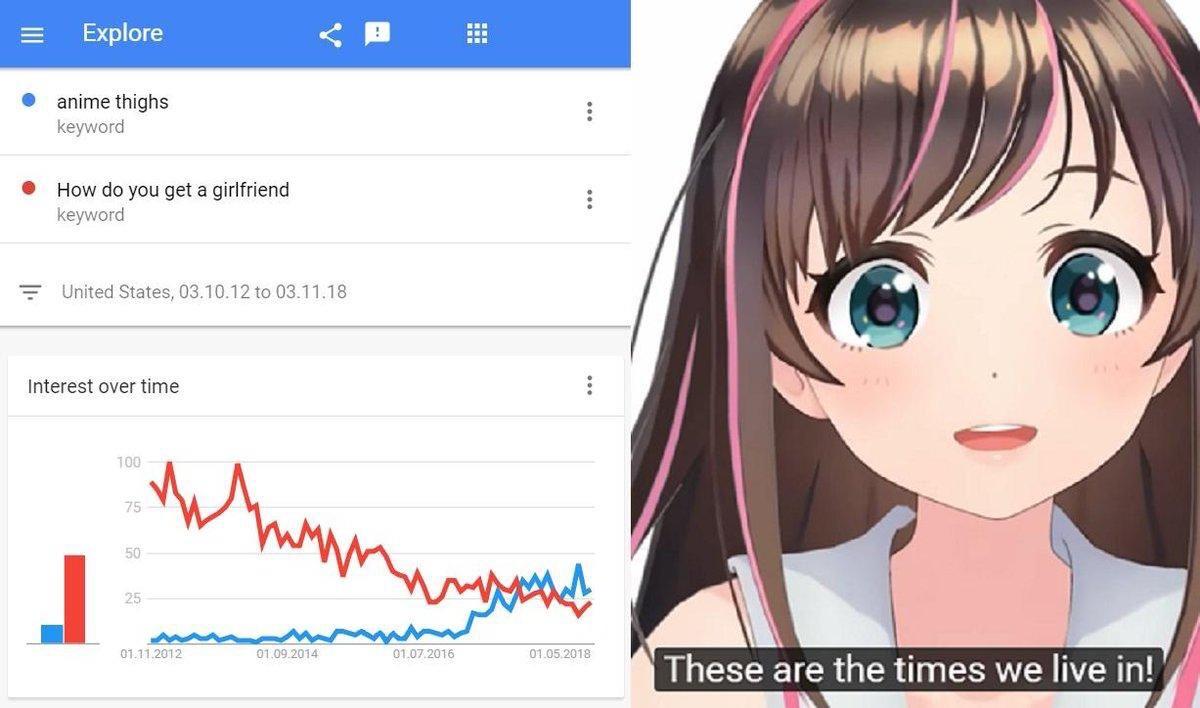 Explore
anime thighs
keyword
How do you get a girlfriend
keyword
United States, 03.10.12 to 03.11.18
Interest over time
100
75
50
25
01.11.2012 01.09.2014 01.07.2016 01.05.2018
These are the times we live in!